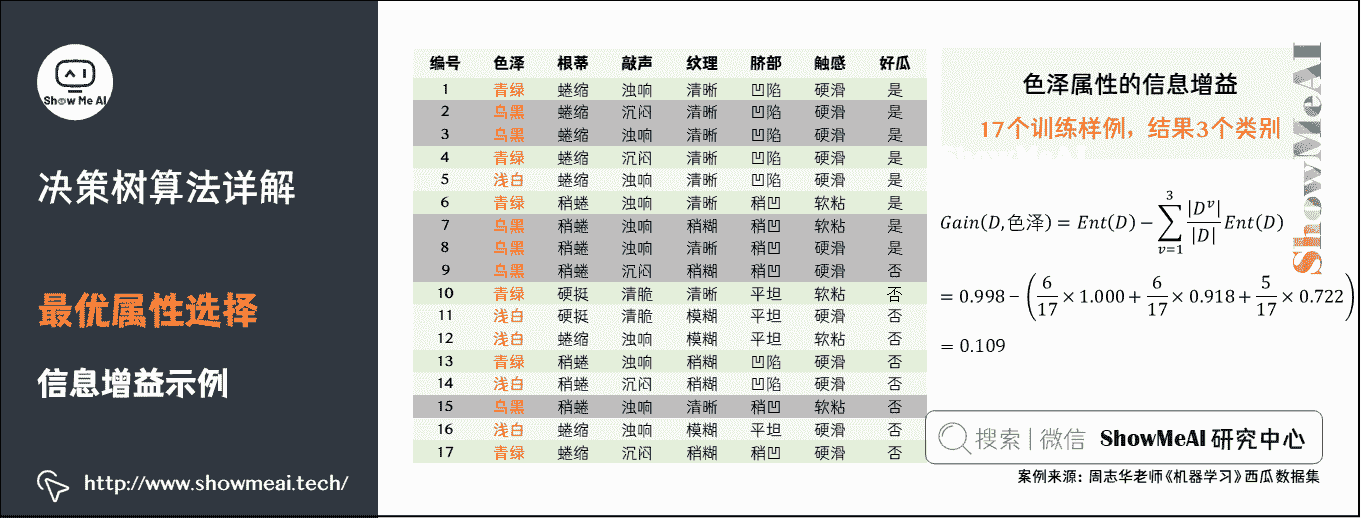 Show Me AI
决策树算法详解
最优属性选择
信息增益示例
http://www.showmeai.tech/
编号 色泽 根蒂 敲声 纹理 脐部 触感 好瓜
1 青绿 蜷缩 浊响 清晰 凹陷 硬滑 是
2 乌黑 蜷缩 沉闷 清晰 凹陷 硬滑 是
3 乌黑 蜷缩 浊响 清晰 凹陷 硬滑 是
4 青绿 蜷缩 沉闷 清晰 凹陷 硬滑 是
5 浅白 蜷缩 浊响 清晰 凹陷 硬滑 是
6 青绿 稍蜷 浊响 清晰 稍凹 软粘 是
7 乌黑 稍蜷 浊响 稍糊 稍凹 软粘 是
8 乌黑 稍蜷 浊响 清晰 稍凹 硬滑 是
9 乌黑 稍蜷 沉闷 稍糊 稍凹 硬滑 否
10 青绿 硬挺 清脆 清晰 平坦 软粘 否
11 浅白 硬挺 清脆 模糊 平坦 硬滑 否
12 浅白 蜷缩 浊响 模糊 平坦 软粘 否
13 青绿 稍蜷 浊响 稍糊 凹陷 硬滑 否
14 浅白 稍蜷 沉闷 稍糊 凹陷 硬滑 否
15 乌黑 稍蜷 浊响 清晰 稍凹 软粘 否
16 浅白 蜷缩 浊响 模糊 平坦 硬滑 否
17 青绿 蜷缩 沉闷 稍糊 稍凹 硬滑 否
色泽属性的信息增益
17个训练样例，结果3个类别
ShowMeAI
ShowMeAI
Gain(D,色泽) = Ent(D) − ∑_{v=1}^{3} |D^v|/|D| Ent(D)
= 0.998 − (6/17 × 1.000 + 6/17 × 0.918 + 5/17 × 0.722)
= 0.109
搜索 | 微信 ShowMeAI 研究中心
案例来源：周志华老师《机器学习》西瓜数据集